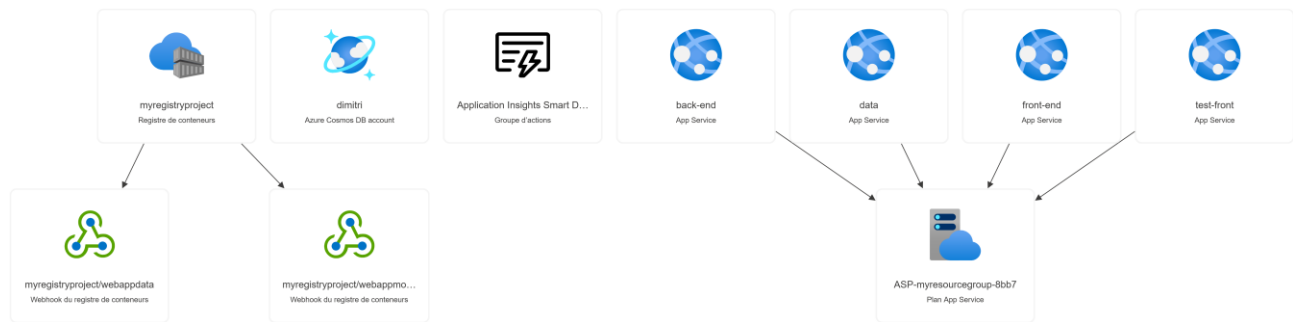 myregistryproject
Registre de conteneurs
dimitri
Azure Cosmos DB account
Application Insights Smart D...
Groupe d'actions
back-end
App Service
data
App Service
front-end
App Service
test-front
App Service
myregistryproject/webappdata
Webhook du registre de conteneurs
myregistryproject/webappmo...
Webhook du registre de conteneurs
ASP-myresourcegroup-8bb7
Plan App Service